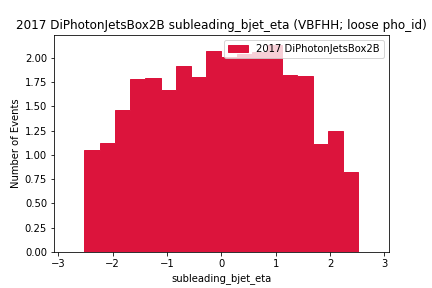 2017 DiPhotonJetsBox2B subleading_bjet_eta (VBFHH; loose pho_id)
2017 DiPhotonJetsBox2B
Number of Events
2.00
1.75
1.50
1.25
1.00
0.75
0.50
0.25
0.00
−3 −2 −1 0 1 2 3
subleading_bjet_eta